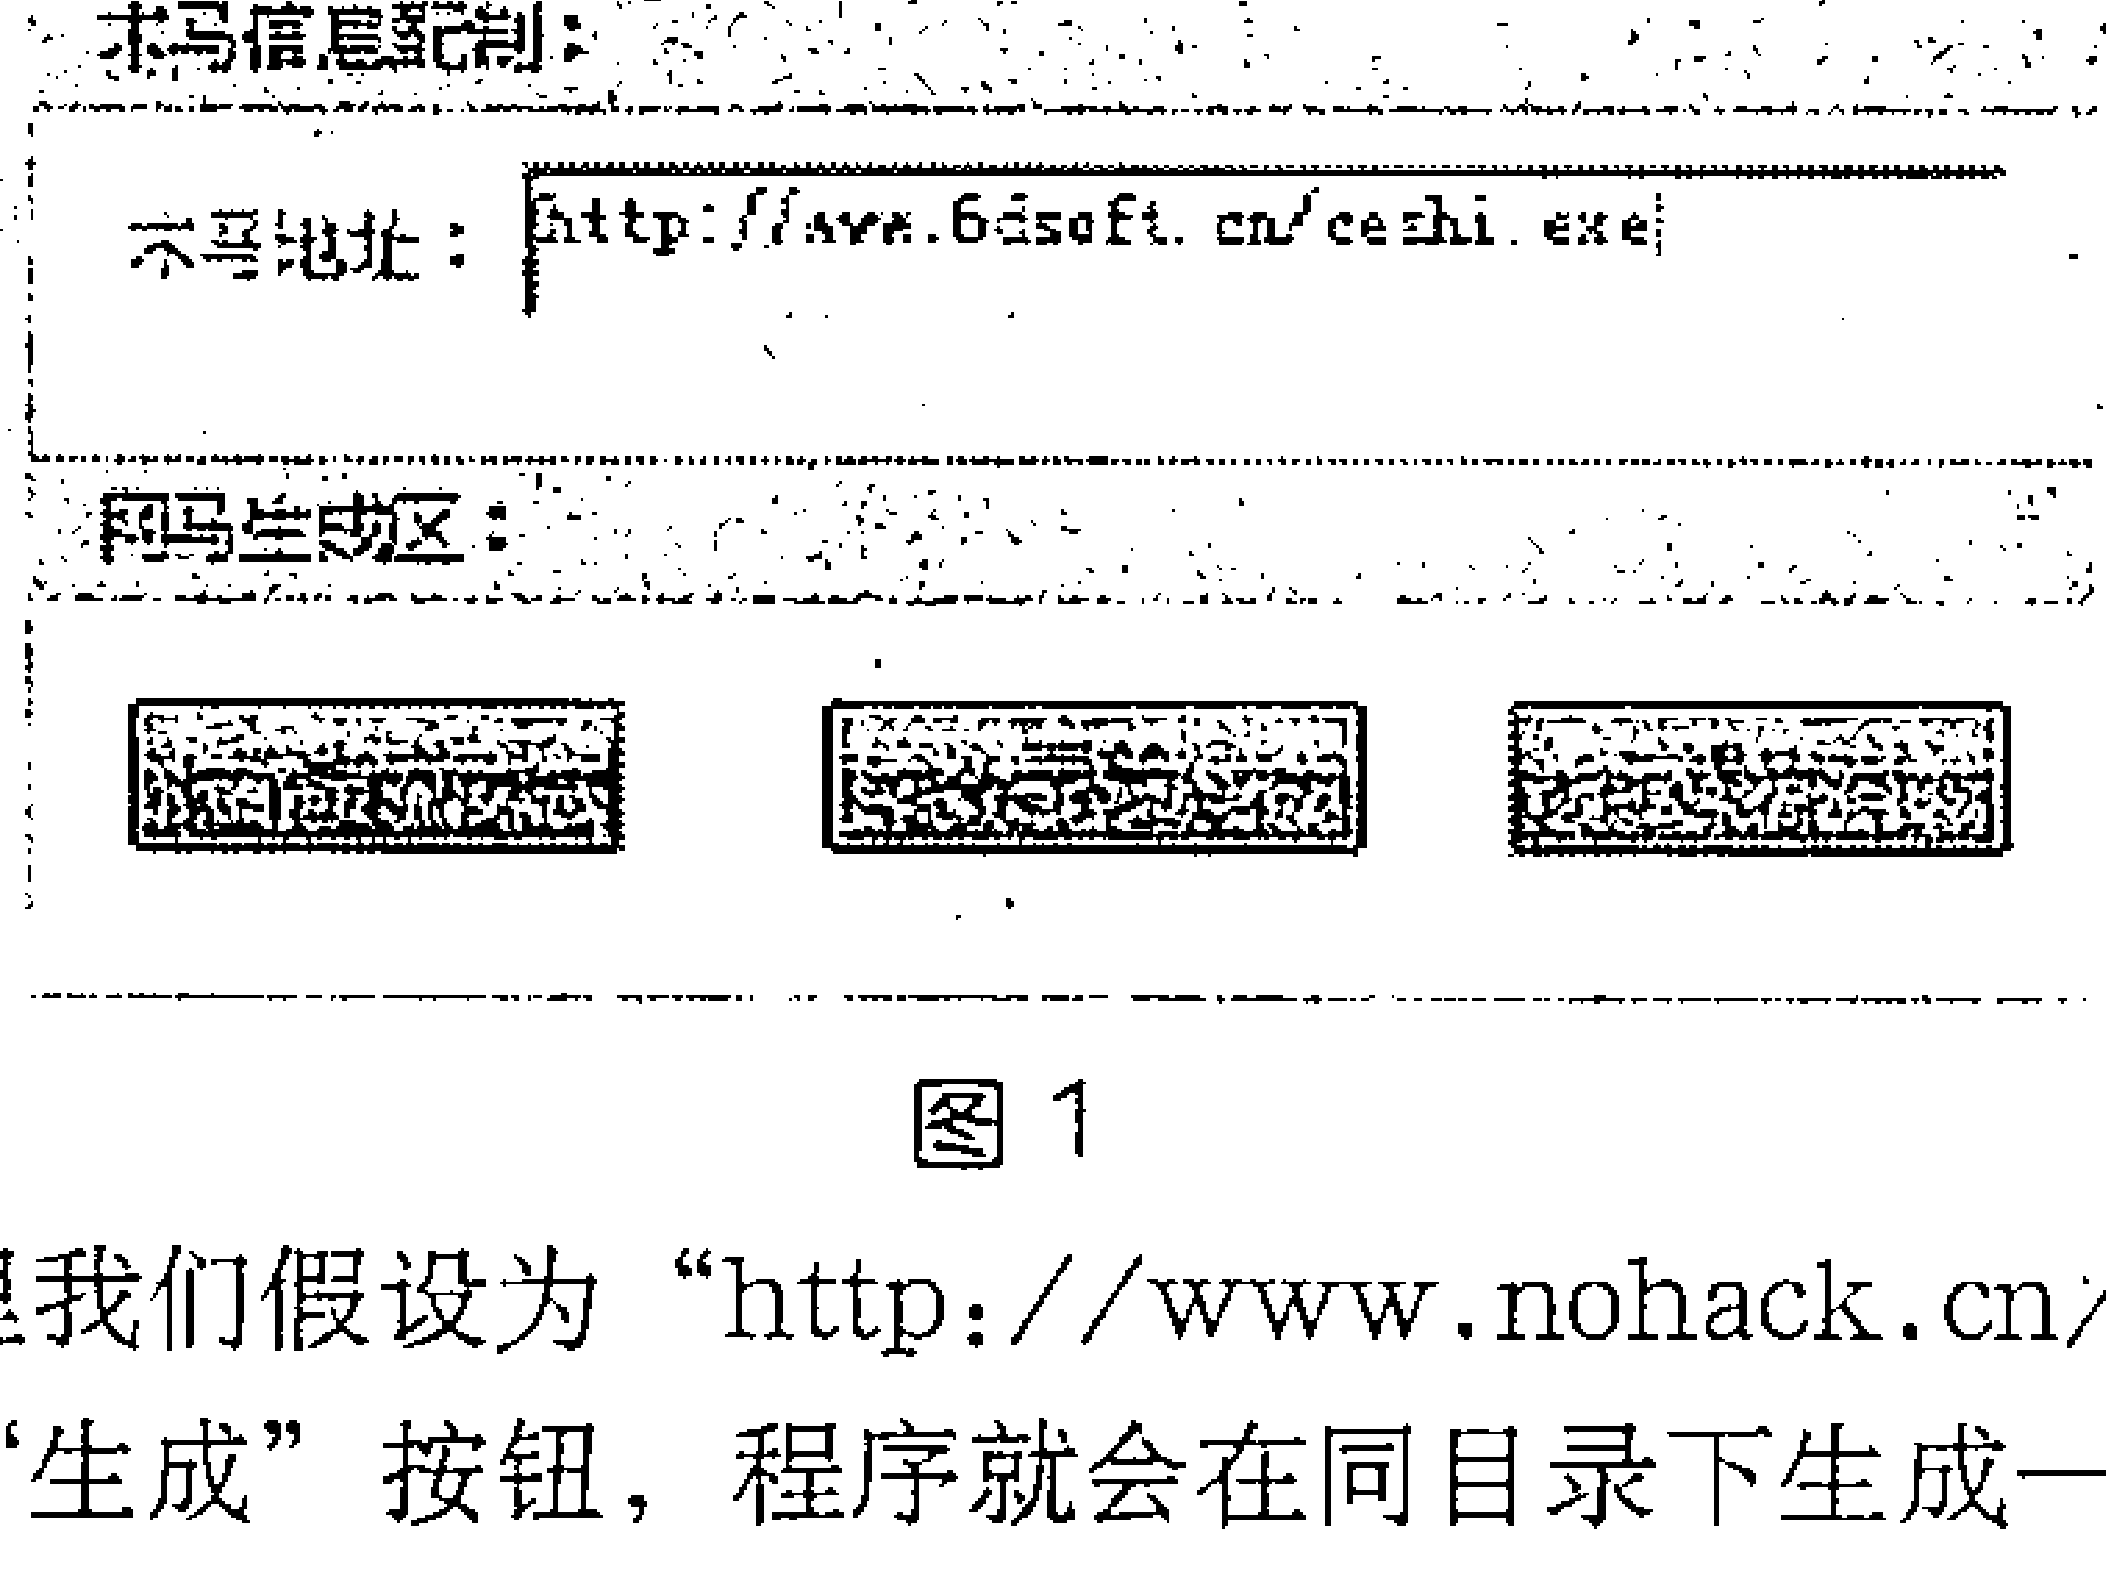 木马信息配制：
木马地址：http://www.6dsoft.cn/ceshi.exe
网马生成区：
图 1
我们假设为“http://www.nohack.cn/
“生成”按钮，程序就会在同目录下生成一